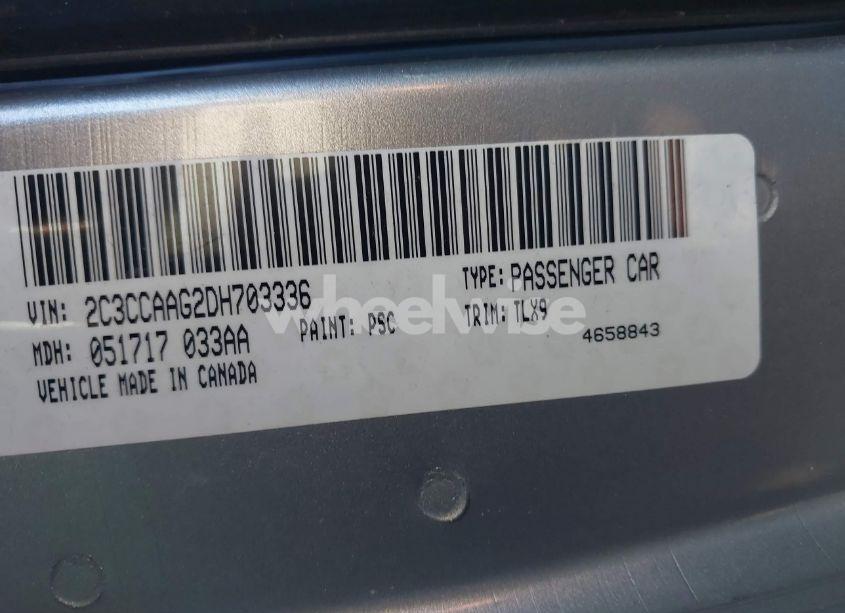 VIN: 2C3CCAAG2DH703336
TYPE: PASSENGER CAR
MDH: 051717 033AA
PAINT: PSC
TRIM: TLX9
4658843
VEHICLE MADE IN CANADA
wheelwise